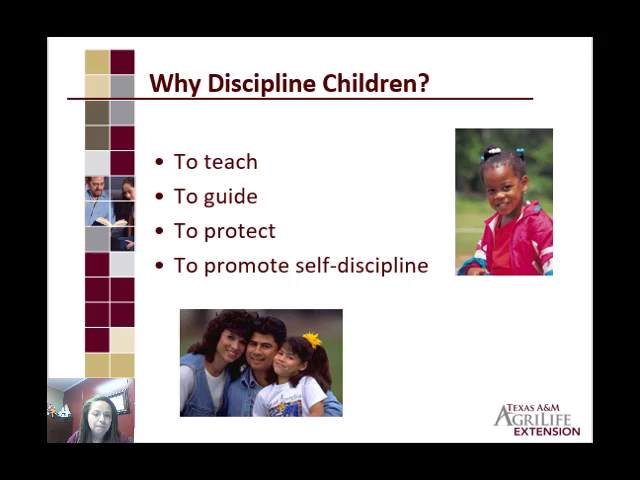 Why Discipline Children?
• To teach
• To guide
• To protect
• To promote self-discipline
TEXAS A&M
AGRILIFE
EXTENSION